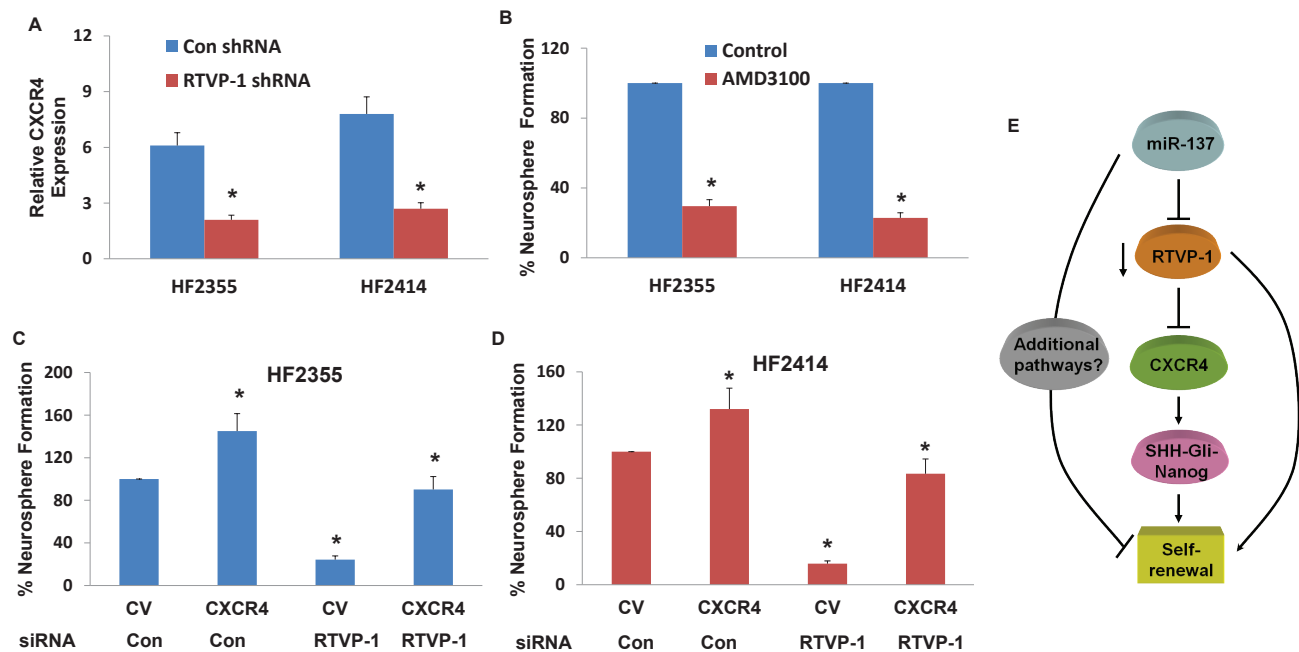 A
Relative CXCR4
Expression
12
9
6
3
0
Con shRNA
RTVP-1 shRNA
*
*
HF2355
HF2414
B
% Neurosphere Formation
120
80
40
0
Control
AMD3100
*
*
HF2355
HF2414
C
HF2355
% Neurosphere Formation
200
160
120
80
40
0
*
*
*
CV
CXCR4
CV
CXCR4
siRNA
Con
Con
RTVP-1
RTVP-1
D
HF2414
% Neurosphere Formation
160
120
80
40
0
*
*
*
CV
CXCR4
CV
CXCR4
siRNA
Con
Con
RTVP-1
RTVP-1
E
miR-137
RTVP-1
Additional
pathways?
CXCR4
SHH-Gli-
Nanog
Self-
renewal